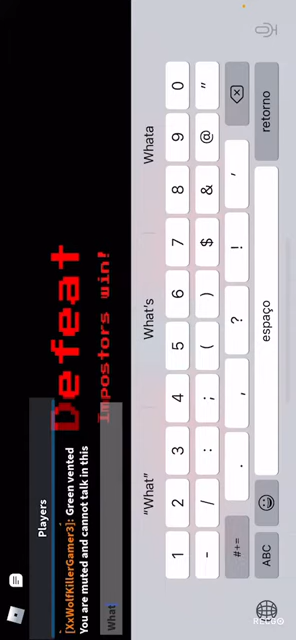 Defeat
Impostors win!
Players
[XxWolfKillerGamer3]: Green vented
You are muted and cannot talk in this
What
“What” What's Whata
1 2 3 4 5 6 7 8 9 0
- / : ; ( ) $ & @ "
#+= . , ? ! '
ABC espaço retorno